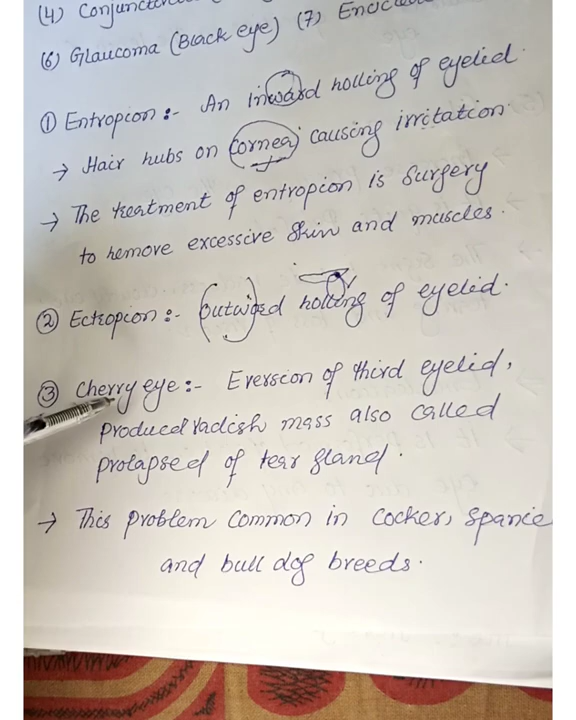 (4) Conjunc
(6) Glaucoma (Black eye) (7) Enoc
① Entropion :- An inward rolling of eyelid.
→ Hair rubs on cornea causing irritation.
→ The treatment of entropion is surgery
to remove excessive skin and muscles.
② Ectropion :- Outward rolling of eyelid.
③ Cherry eye :- Eversion of third eyelid,
produced radish mass also called
prolapsed of tear gland.
→ This problem common in Cocker, Spanie
and bull dog breeds.